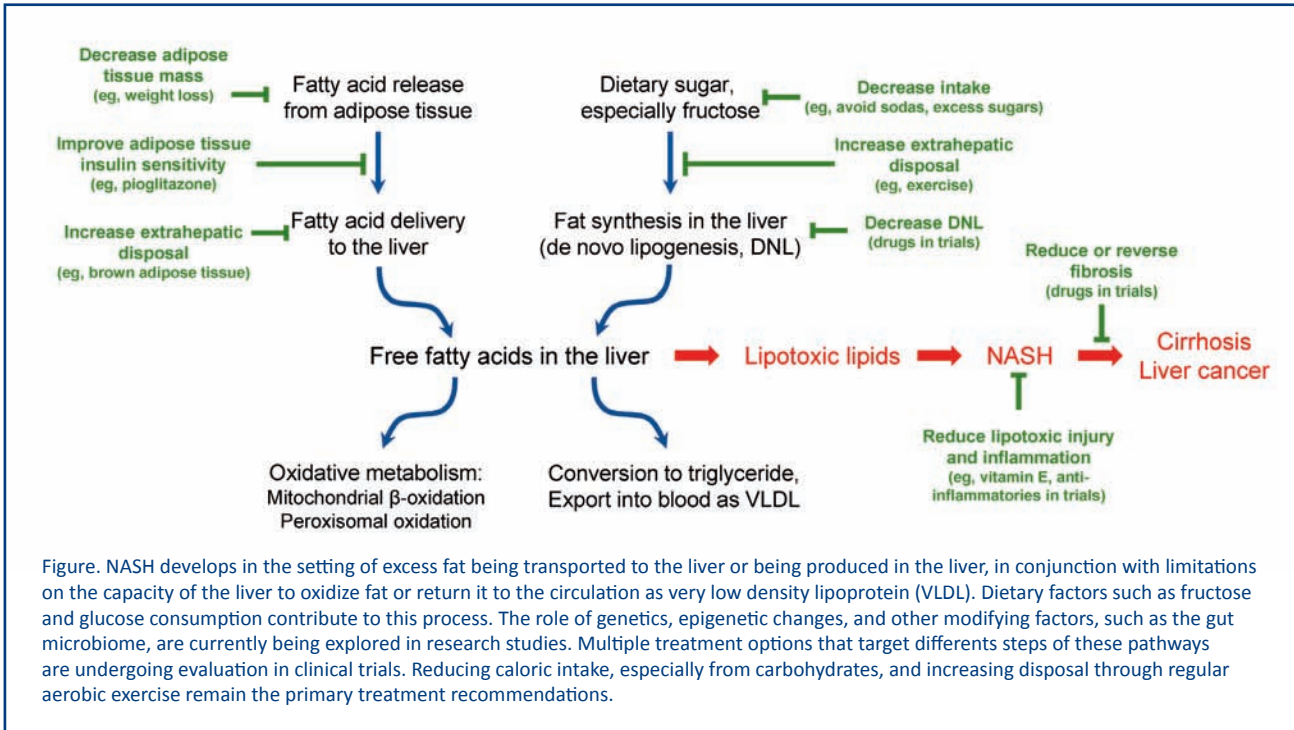 Decrease adipose
tissue mass
(eg, weight loss)
Fatty acid release
from adipose tissue
Dietary sugar,
especially fructose
Decrease intake
(eg, avoid sodas, excess sugars)
Improve adipose tissue
insulin sensitivity
(eg, pioglitazone)
Increase extrahepatic
disposal
(eg, exercise)
Increase extrahepatic
disposal
(eg, brown adipose tissue)
Fatty acid delivery
to the liver
Fat synthesis in the liver
(de novo lipogenesis, DNL)
Decrease DNL
(drugs in trials)
Reduce or reverse
fibrosis
(drugs in trials)
Free fatty acids in the liver
Lipotoxic lipids
NASH
Cirrhosis
Liver cancer
Oxidative metabolism:
Mitochondrial β-oxidation
Peroxisomal oxidation
Conversion to triglyceride,
Export into blood as VLDL
Reduce lipotoxic injury
and inflammation
(eg, vitamin E, anti-
inflammatories in trials)
Figure. NASH develops in the setting of excess fat being transported to the liver or being produced in the liver, in conjunction with limitations
on the capacity of the liver to oxidize fat or return it to the circulation as very low density lipoprotein (VLDL). Dietary factors such as fructose
and glucose consumption contribute to this process. The role of genetics, epigenetic changes, and other modifying factors, such as the gut
microbiome, are currently being explored in research studies. Multiple treatment options that target differents steps of these pathways
are undergoing evaluation in clinical trials. Reducing caloric intake, especially from carbohydrates, and increasing disposal through regular
aerobic exercise remain the primary treatment recommendations.